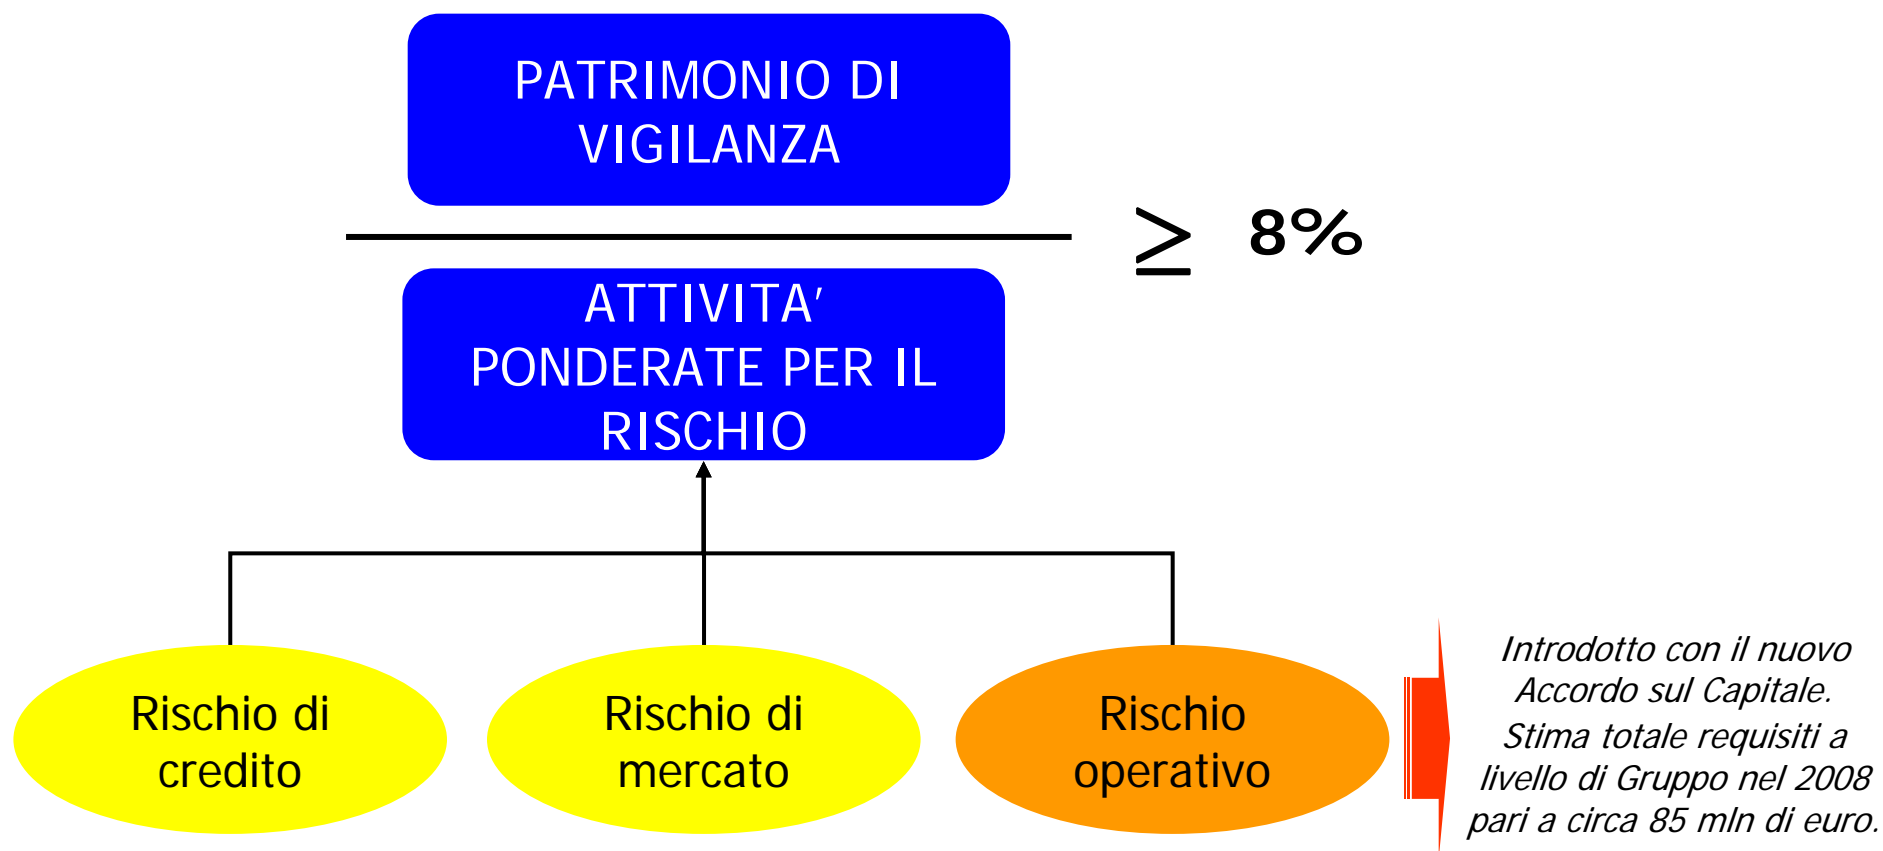 PATRIMONIO DI
VIGILANZA
≥ 8%
ATTIVITA’
PONDERATE PER IL
RISCHIO
Rischio di
credito
Rischio di
mercato
Rischio
operativo
Introdotto con il nuovo
Accordo sul Capitale.
Stima totale requisiti a
livello di Gruppo nel 2008
pari a circa 85 mln di euro.